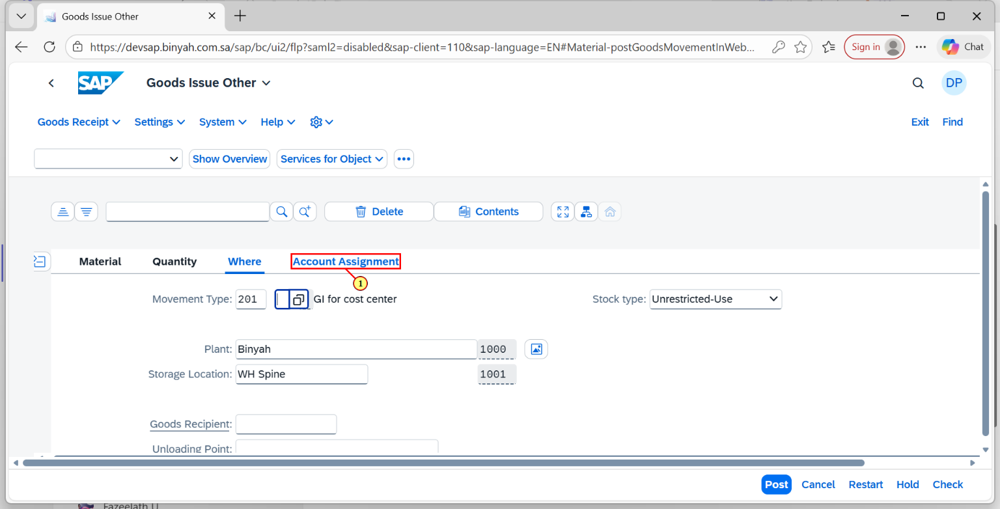 Goods Issue Other
https://devsap.binyah.com.sa/sap/bc/ui2/flp?saml2=disabled&sap-client=110&sap-language=EN#Material-postGoodsMovementInWeb...
Sign in
Chat
SAP
Goods Issue Other
DP
Goods Receipt
Settings
System
Help
Exit
Find
Show Overview
Services for Object
Delete
Contents
Material
Quantity
Where
Account Assignment
1
Movement Type: 201
GI for cost center
Stock type: Unrestricted-Use
Plant: Binyah 1000
Storage Location: WH Spine 1001
Goods Recipient:
Unloading Point:
Post
Cancel
Restart
Hold
Check
Fazeelath U